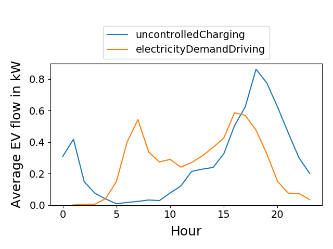 uncontrolledCharging
electricityDemandDriving
Average EV flow in kW
0.8
0.6
0.4
0.2
0.0
0 5 10 15 20
Hour